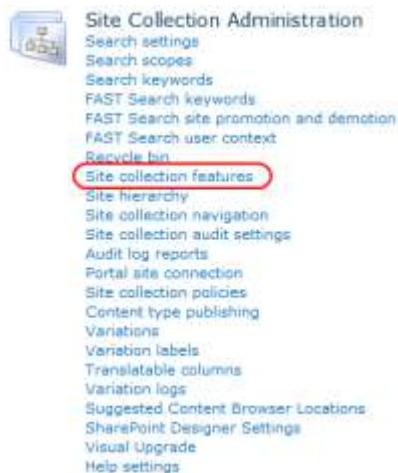 Site Collection Administration
Search settings
Search scopes
Search keywords
FAST Search keywords
FAST Search site promotion and demotion
FAST Search user context
Recycle bin
Site collection features
Site hierarchy
Site collection navigation
Site collection audit settings
Audit log reports
Portal site connection
Site collection policies
Content type publishing
Variations
Variation labels
Translatable columns
Variation logs
Suggested Content Browser Locations
SharePoint Designer Settings
Visual Upgrade
Help settings